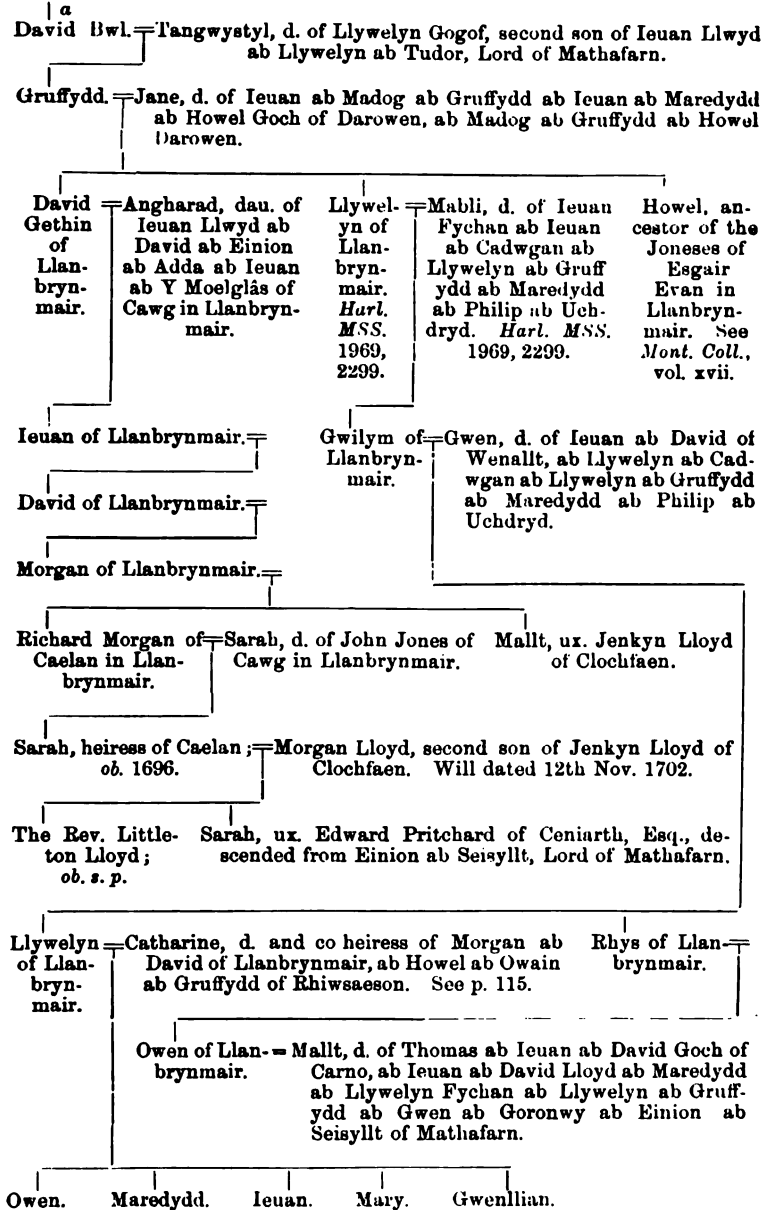 a
David Bwl.=Tangwystyl, d. of Llywelyn Gogof, second son of Ieuan Llwyd
ab Llywelyn ab Tudor, Lord of Mathafarn.
Gruffydd.=Jane, d. of Ieuan ab Madog ab Gruffydd ab Ieuan ab Maredydd
ab Howel Goch of Darowen, ab Madog ab Gruffydd ab Howel
Darowen.
David
Gethin
of
Llan-
bryn-
mair.
=Angharad, dau. of
Ieuan Llwyd ab
David ab Einion
ab Adda ab Ieuan
ab Y Moelglâs of
Cawg in Llanbryn-
mair.
Llywel-
yn of
Llan-
bryn-
mair.
Harl.
MSS.
1969,
2299.
=Mabli, d. of Ieuan
Fychan ab Ieuan
ab Cadwgan ab
Llywelyn ab Gruff
ydd ab Maredydd
ab Philip ab Uch-
dryd. Harl. MSS.
1969, 2299.
Howel, an-
cestor of the
Joneses of
Esgair
Evan in
Llanbryn-
mair. See
Mont. Coll.,
vol. xvii.
Ieuan of Llanbrynmair.=
David of Llanbrynmair.=
Morgan of Llanbrynmair.=
Gwilym of
Llanbryn-
mair.
=Gwen, d. of Ieuan ab David of
Wenallt, ab Llywelyn ab Cad-
wgan ab Llywelyn ab Gruffydd
ab Maredydd ab Philip ab
Uchdryd.
Richard Morgan of
Caelan in Llan-
brynmair.
=Sarah, d. of John Jones of
Cawg in Llanbrynmair.
Mallt, ux. Jenkyn Lloyd
of Clochfaen.
Sarah, heiress of Caelan;
ob. 1696.
=Morgan Lloyd, second son of Jenkyn Lloyd of
Clochfaen. Will dated 12th Nov. 1702.
The Rev. Little-
ton Lloyd;
ob. s. p.
Sarah, ux. Edward Pritchard of Ceniarth, Esq., de-
scended from Einion ab Seisyllt, Lord of Mathafarn.
Llywelyn
of Llan-
bryn-
mair.
=Catharine, d. and co heiress of Morgan ab
David of Llanbrynmair, ab Howel ab Owain
ab Gruffydd of Rhiwsaeson. See p. 115.
Rhys of Llan-=
brynmair.
Owen of Llan-
brynmair.
=Mallt, d. of Thomas ab Ieuan ab David Goch of
Carno, ab Ieuan ab David Lloyd ab Maredydd
ab Llywelyn Fychan ab Llywelyn ab Gruff-
ydd ab Gwen ab Goronwy ab Einion ab
Seisyllt of Mathafarn.
Owen. Maredydd. Ieuan. Mary. Gwenllian.